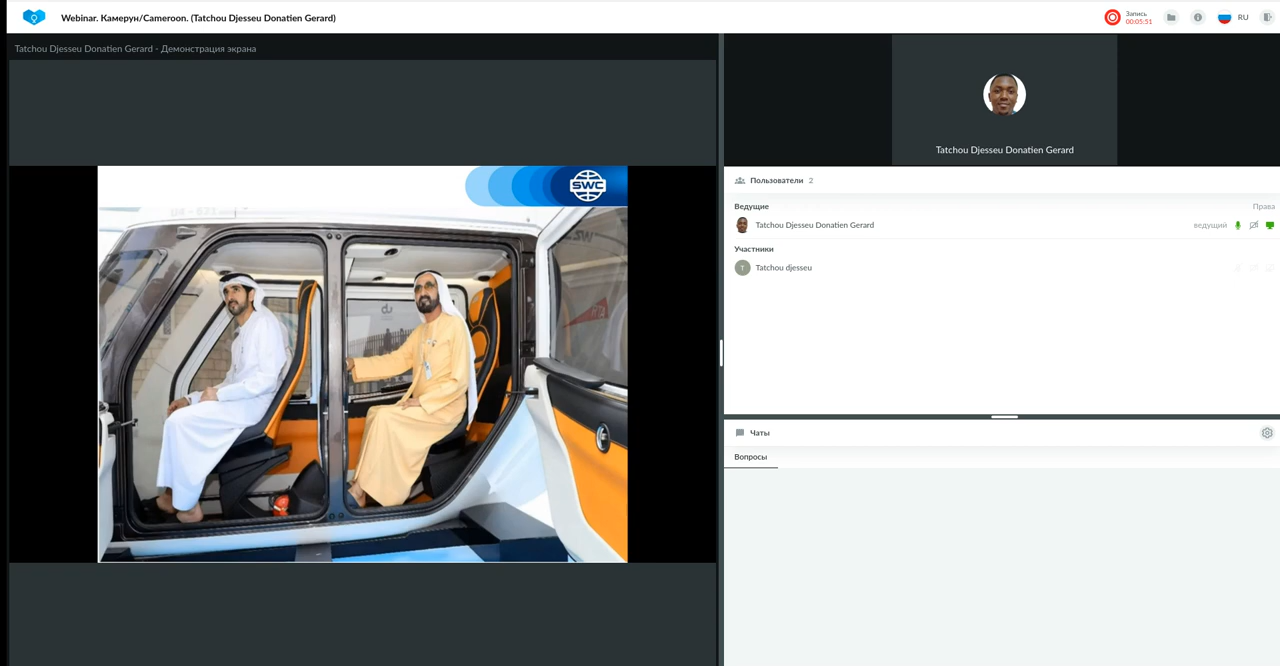 Webinar. Камерун/Cameroon. (Tatchou Djesseu Donatien Gerard)
Запись
00:05:51
RU
Tatchou Djesseu Donatien Gerard - Демонстрация экрана
SWC
du
Tatchou Djesseu Donatien Gerard
Пользователи 2
Ведущие Права
Tatchou Djesseu Donatien Gerard ведущий
Участники
T Tatchou djesseu
Чаты
Вопросы